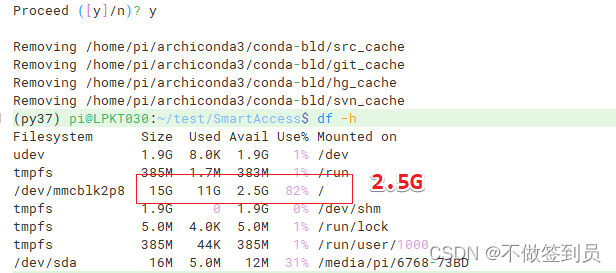 Proceed ([y]/n)? y
Removing /home/pi/archiconda3/conda-bld/src_cache
Removing /home/pi/archiconda3/conda-bld/git_cache
Removing /home/pi/archiconda3/conda-bld/hg_cache
Removing /home/pi/archiconda3/conda-bld/svn_cache
(py37) pi@LPKT030:~/test/SmartAccess$ df -h
Filesystem Size Used Avail Use% Mounted on
udev 1.9G 8.0K 1.9G 1% /dev
tmpfs 385M 1.7M 383M 1% /run
/dev/mmcblk2p8 15G 11G 2.5G 82% / 2.5G
tmpfs 1.9G 0 1.9G 0% /dev/shm
tmpfs 5.0M 4.0K 5.0M 1% /run/lock
tmpfs 385M 44K 385M 1% /run/user/1000
/dev/sda 16M 5.0M 12M 31% /media/pi/6768-73BD
CSDN @不做签到员